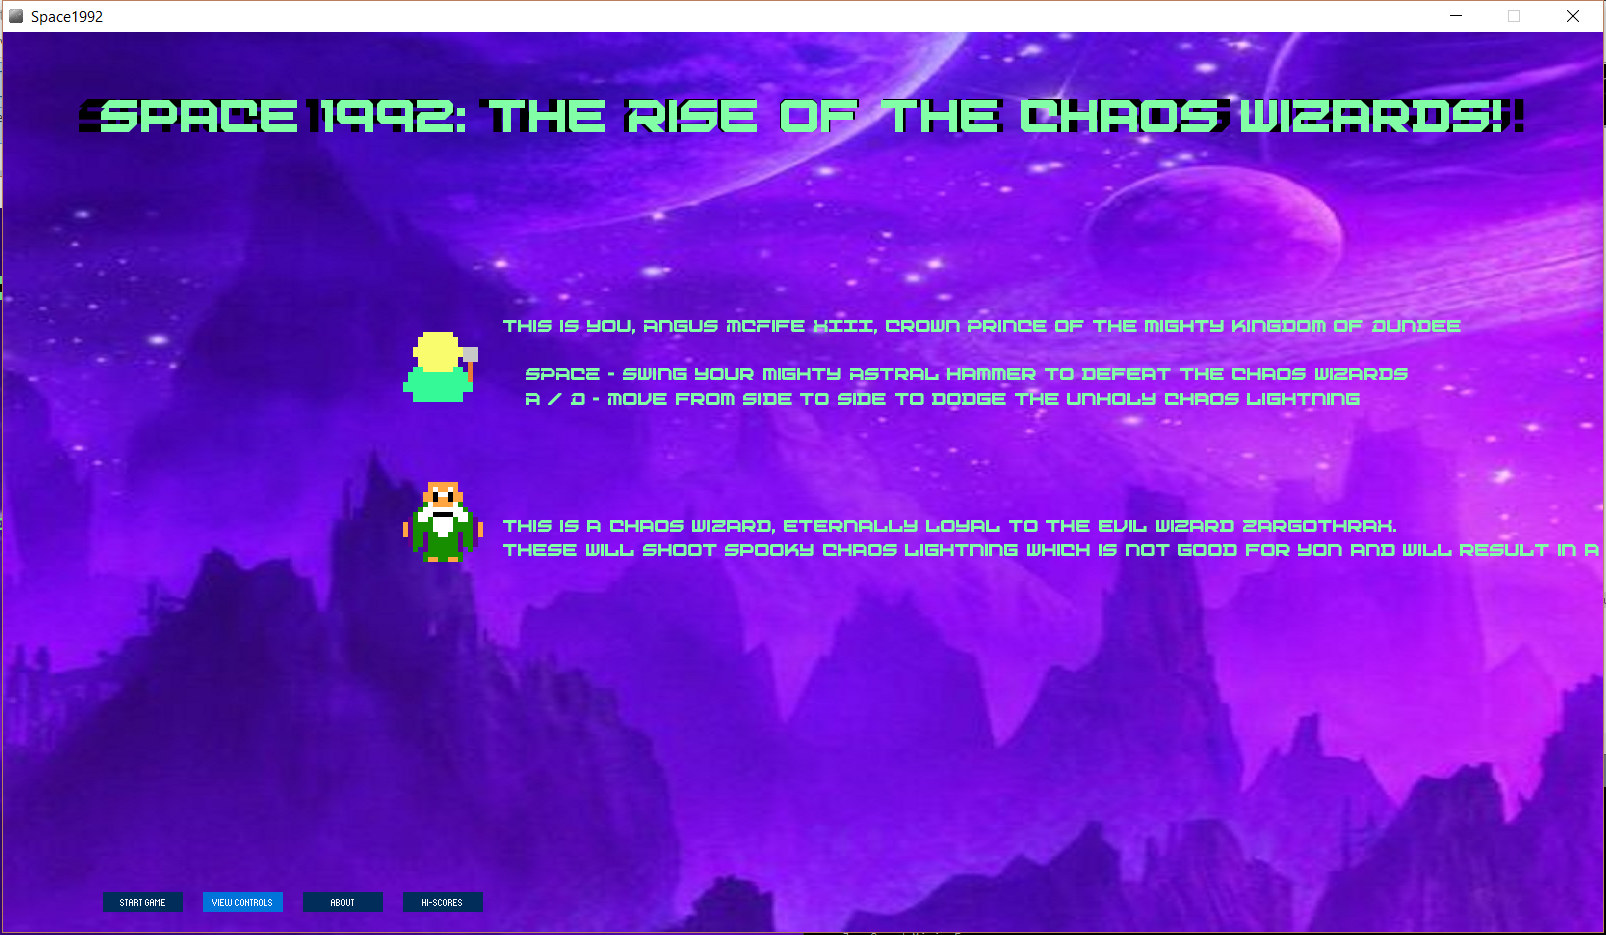 Space1992
SPACE 1992: THE RISE OF THE CHAOS WIZARDS!
THIS IS YOU, ANGUS MCFIFE XIII, CROWN PRINCE OF THE MIGHTY KINGDOM OF DUNDEE
SPACE - SWING YOUR MIGHTY ASTRAL HAMMER TO DEFEAT THE CHAOS WIZARDS
A / D - MOVE FROM SIDE TO SIDE TO DODGE THE UNHOLY CHAOS LIGHTNING
THIS IS A CHAOS WIZARD, ETERNALLY LOYAL TO THE EVIL WIZARD ZARGOTHRAX.
THESE WILL SHOOT SPOOKY CHAOS LIGHTNING WHICH IS NOT GOOD FOR YON AND WILL RESULT IN A
START GAME
VIEW CONTROLS
ABOUT
HI-SCORES